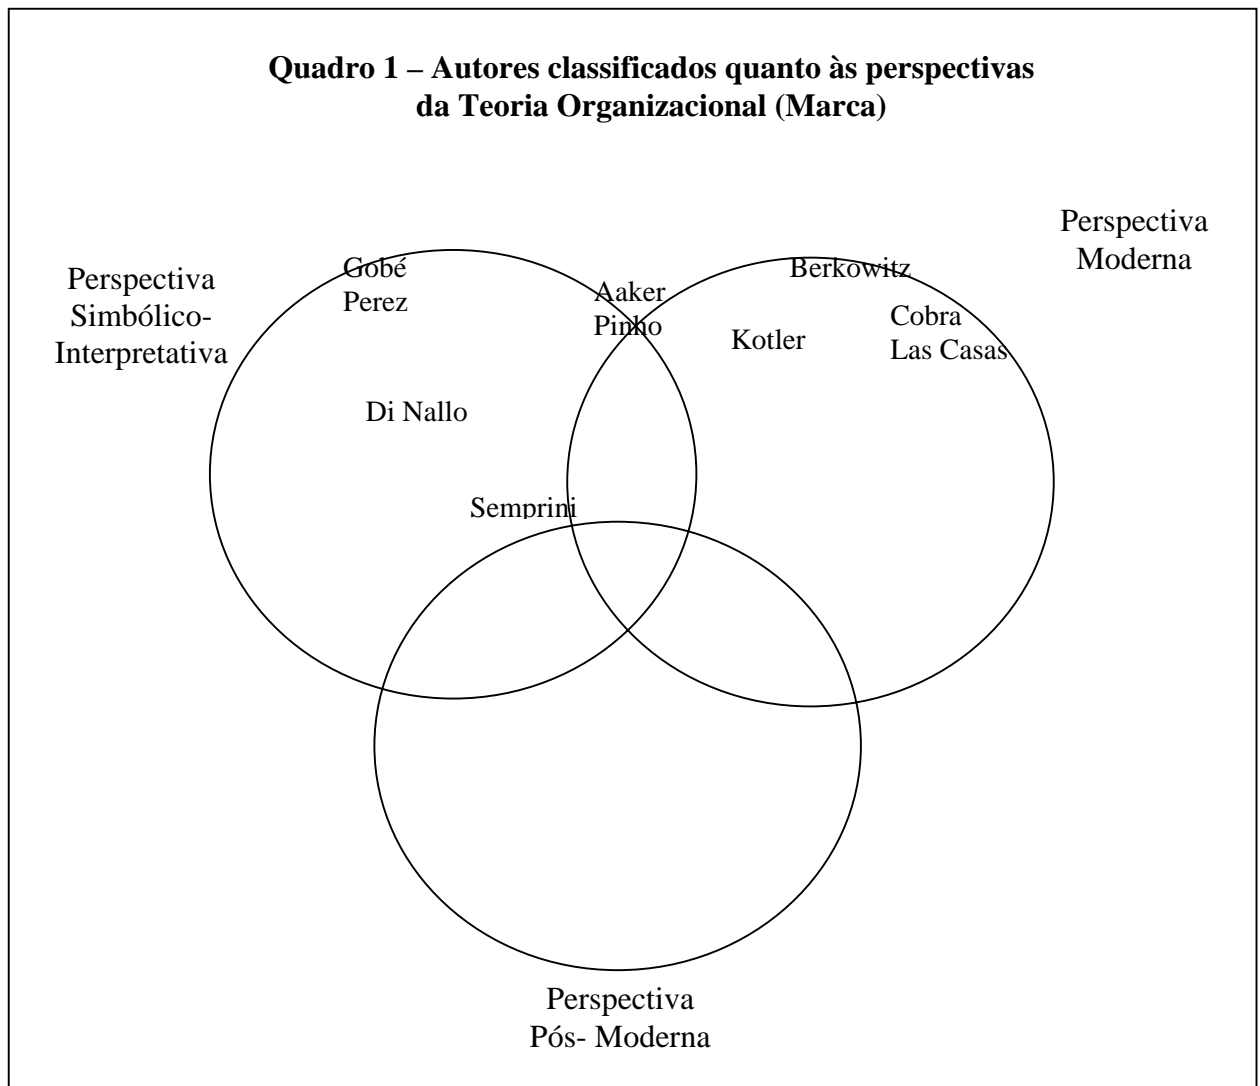 Quadro 1 – Autores classificados quanto às perspectivas
da Teoria Organizacional (Marca)
Perspectiva
Moderna
Perspectiva
Simbólico-
Interpretativa
Gobé
Perez
Aaker
Pinho
Berkowitz
Cobra
Las Casas
Kotler
Di Nallo
Semprini
Perspectiva
Pós- Moderna